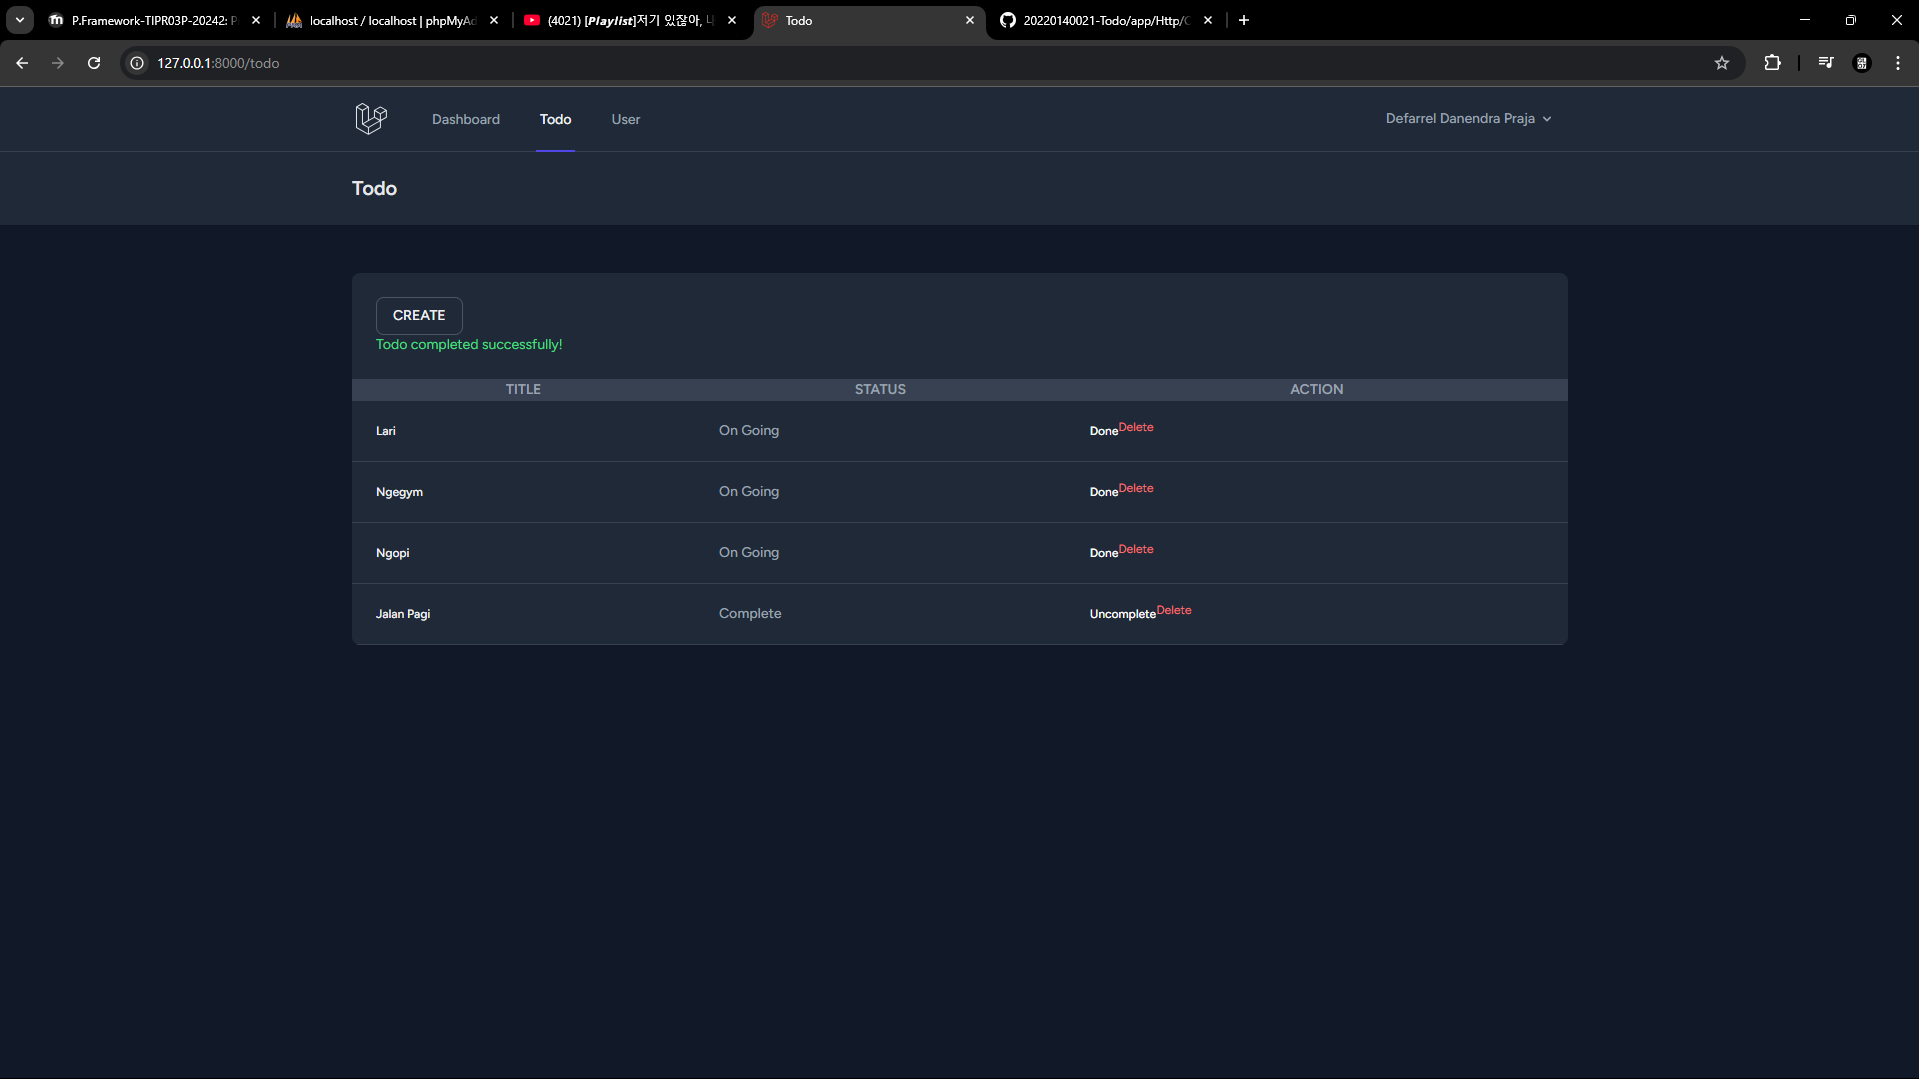 P.Framework-TIPR03P-20242: P
localhost / localhost | phpMyAd
(4021) [Playlist]저기 있잖아, 내
Todo
20220140021-Todo/app/Http/C
127.0.0.1:8000/todo
Dashboard
Todo
User
Defarrel Danendra Praja
Todo
CREATE
Todo completed successfully!
TITLE STATUS ACTION
Lari On Going Done Delete
Ngegym On Going Done Delete
Ngopi On Going Done Delete
Jalan Pagi Complete Uncomplete Delete